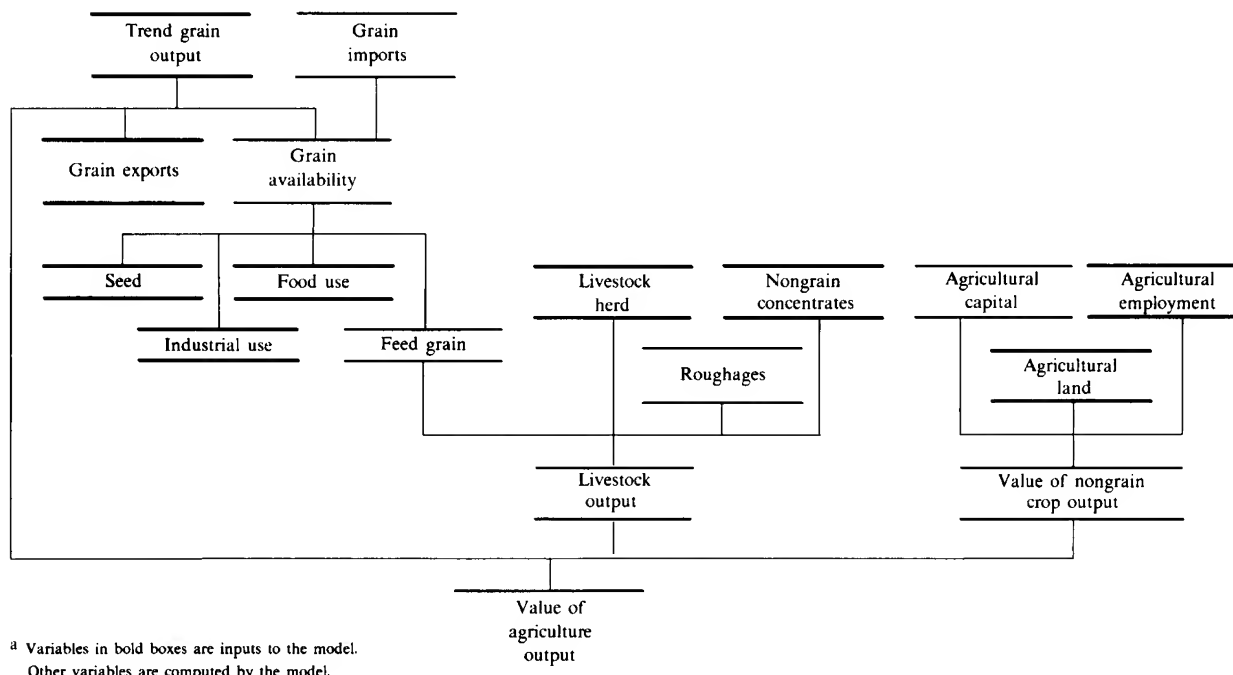 Trend grain
output
Grain
imports
Grain exports
Grain
availability
Seed
Food use
Industrial use
Feed grain
Livestock
herd
Nongrain
concentrates
Roughages
Agricultural
capital
Agricultural
employment
Agricultural
land
Livestock
output
Value of nongrain
crop output
Value of
agriculture
output
a Variables in bold boxes are inputs to the model.
Other variables are computed by the model.